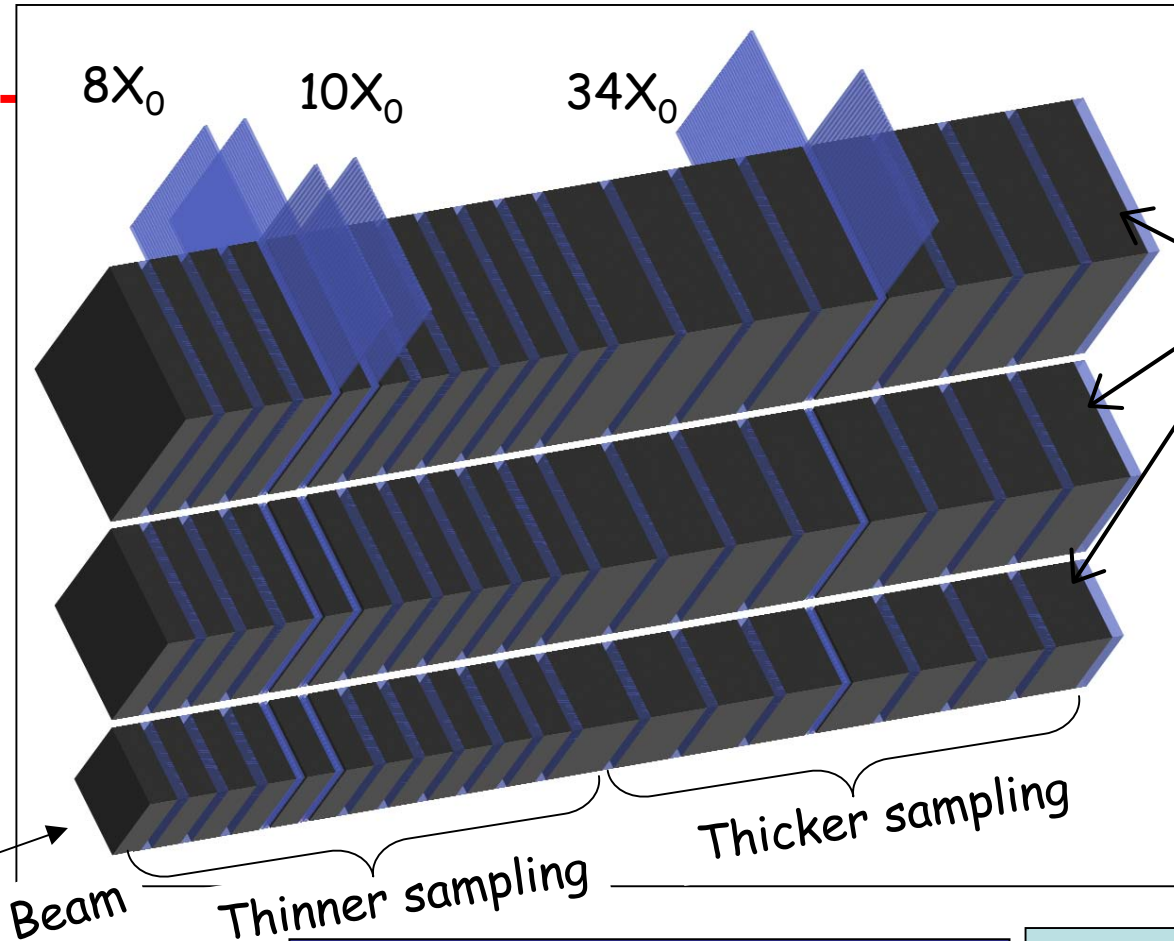 8X₀
10X₀
34X₀
Thicker sampling
Thinner sampling
Beam